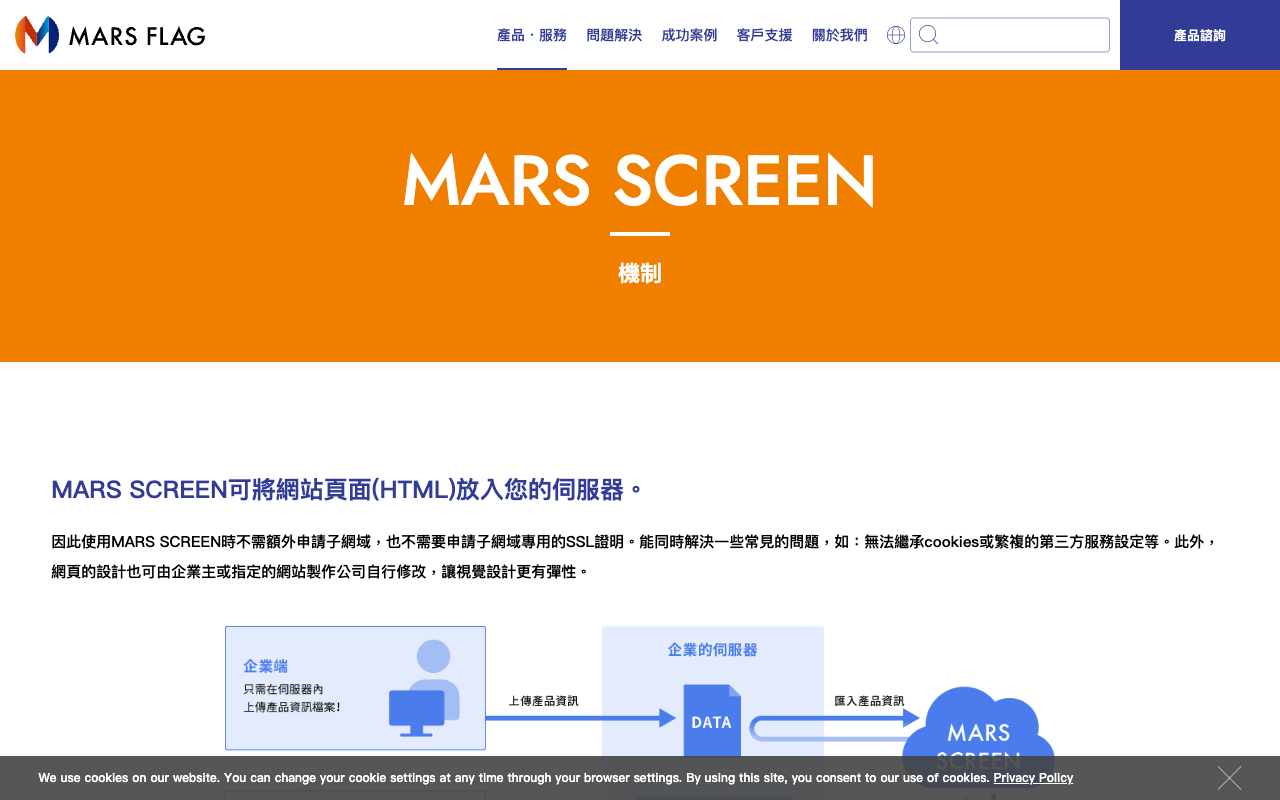 MARS FLAG
產品・服務 問題解決 成功案例 客戶支援 關於我們
產品諮詢
MARS SCREEN
機制
MARS SCREEN可將網站頁面(HTML)放入您的伺服器。
因此使用MARS SCREEN時不需額外申請子網域，也不需要申請子網域專用的SSL證明。能同時解決一些常見的問題，如：無法繼承cookies或繁複的第三方服務設定等。此外，
網頁的設計也可由企業主或指定的網站製作公司自行修改，讓視覺設計更有彈性。
企業端
只需在伺服器內
上傳產品資訊檔案！
上傳產品資訊
企業的伺服器
DATA
匯入產品資訊
MARS
SCREEN
We use cookies on our website. You can change your cookie settings at any time through your browser settings. By using this site, you consent to our use of cookies. Privacy Policy